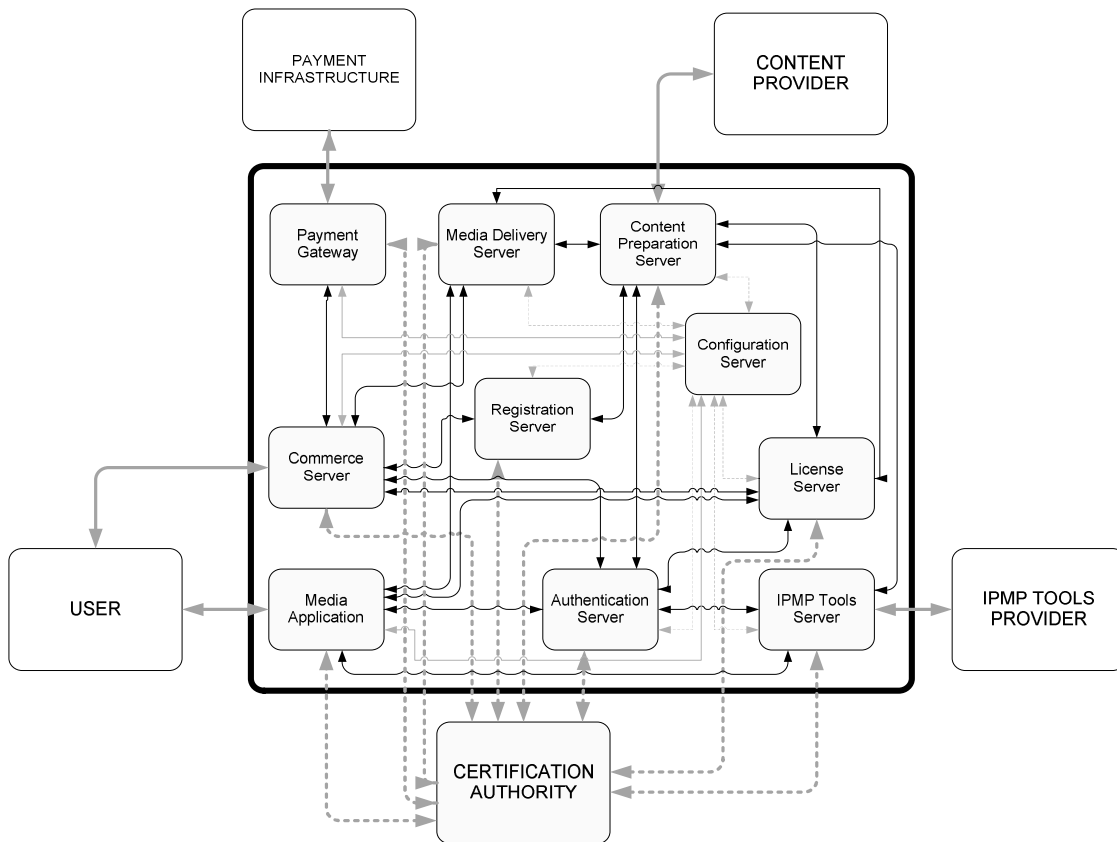 PAYMENT
INFRASTRUCTURE
CONTENT
PROVIDER
Payment
Gateway
Media Delivery
Server
Content
Preparation
Server
Configuration
Server
Registration
Server
Commerce
Server
License
Server
USER
Media
Application
Authentication
Server
IPMP Tools
Server
IPMP TOOLS
PROVIDER
CERTIFICATION
AUTHORITY